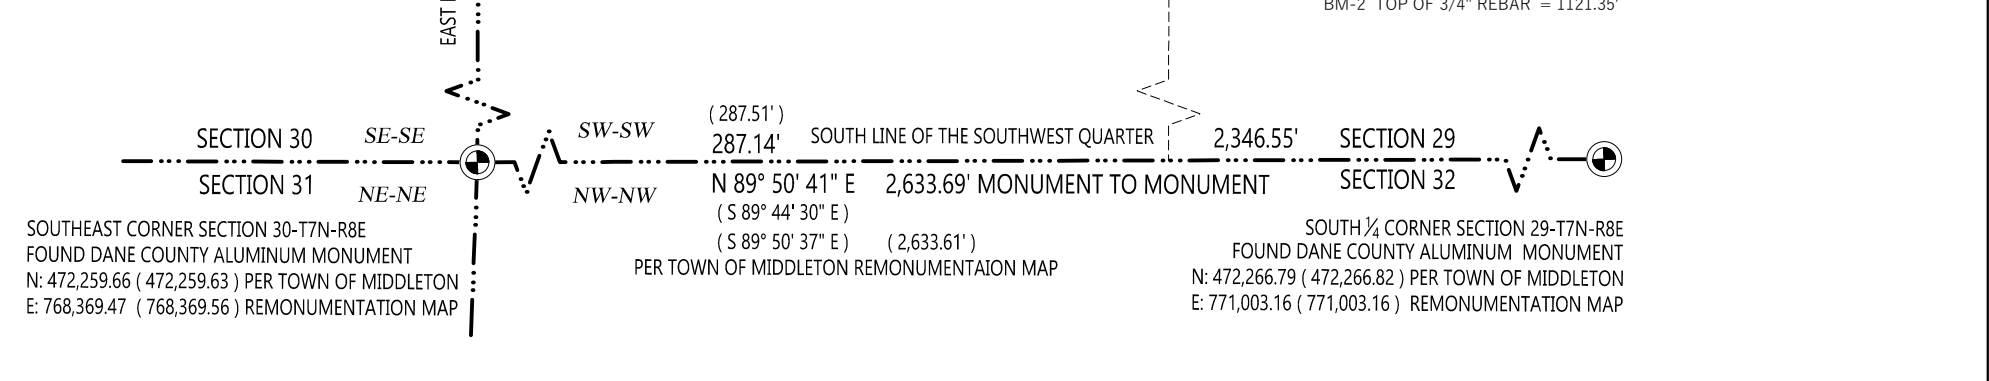 BM-2 TOP OF 3/4" REBAR = 1121.35'
EAST
( 287.51' )
SECTION 30 SE-SE SW-SW 287.14' SOUTH LINE OF THE SOUTHWEST QUARTER 2,346.55' SECTION 29
SECTION 31 NE-NE NW-NW N 89° 50' 41" E 2,633.69' MONUMENT TO MONUMENT SECTION 32
( S 89° 44' 30" E )
( S 89° 50' 37" E ) ( 2,633.61' )
PER TOWN OF MIDDLETON REMONUMENTAION MAP
SOUTHEAST CORNER SECTION 30-T7N-R8E
FOUND DANE COUNTY ALUMINUM MONUMENT
N: 472,259.66 ( 472,259.63 ) PER TOWN OF MIDDLETON
E: 768,369.47 ( 768,369.56 ) REMONUMENTATION MAP
SOUTH 1/4 CORNER SECTION 29-T7N-R8E
FOUND DANE COUNTY ALUMINUM MONUMENT
N: 472,266.79 ( 472,266.82 ) PER TOWN OF MIDDLETON
E: 771,003.16 ( 771,003.16 ) REMONUMENTATION MAP